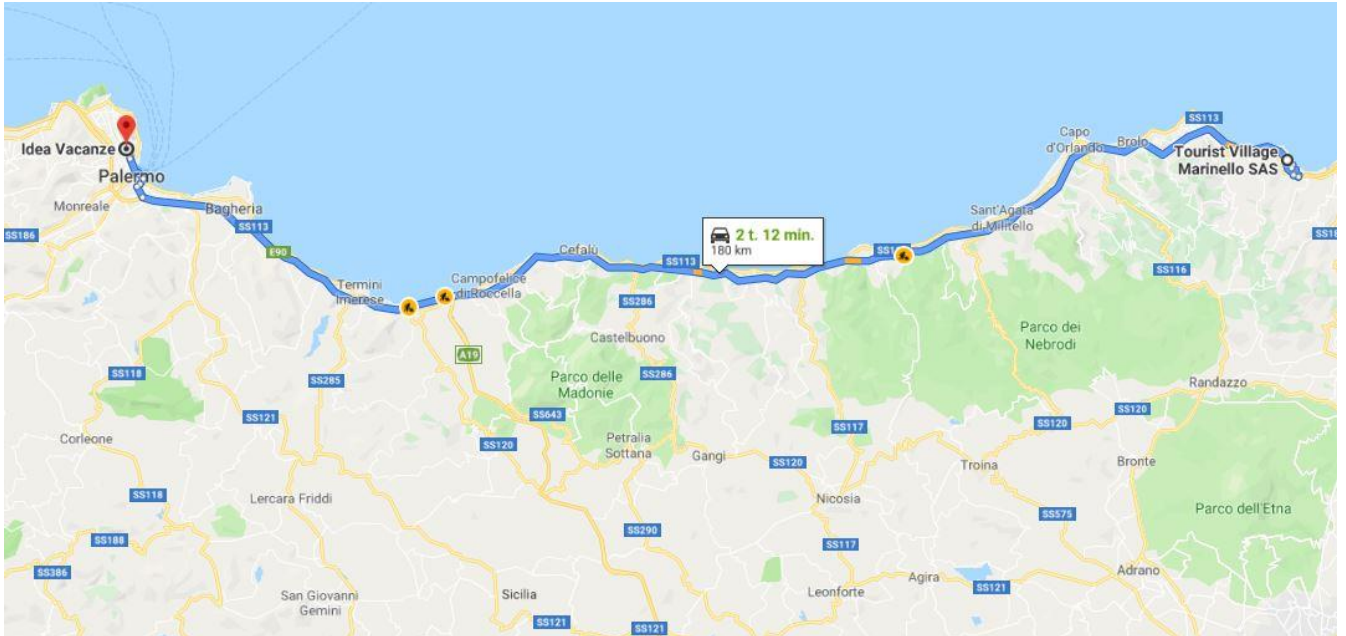 SS113
Capo
d'Orlando
Brolo
Idea Vacanze
Tourist Village
Marinello SAS
Palermo
Monreale
Bagheria
SS113
SS186
E90
Sant'Agata
di Militello
2 t. 12 min.
180 km
Cefalù
SS113
SS116
Termini
Imerese
Campofelice
di Roccella
SS286
Castelbuono
Parco dei
Nebrodi
A19
SS118
SS285
Parco delle
Madonie
SS286
Randazzo
SS121
SS643
SS117
SS120
SS120
Corleone
SS120
Petralia
Sottana
Gangi
SS120
Troina
Bronte
SS118
Lercara Friddi
Nicosia
Parco dell'Etna
SS575
SS188
SS290
SS117
SS386
Adrano
Agira
SS121
San Giovanni
Gemini
Sicilia
Leonforte
SS121
SS121